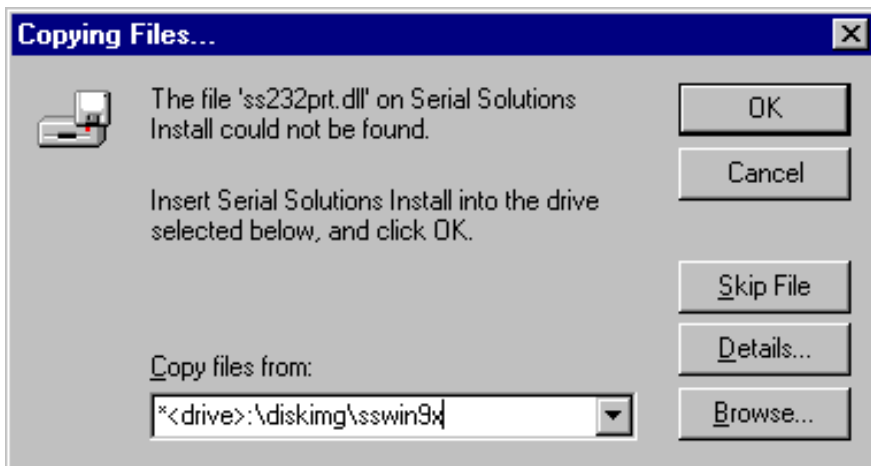 Copying Files...
The file 'ss232prt.dll' on Serial Solutions
Install could not be found.
OK
Cancel
Insert Serial Solutions Install into the drive
selected below, and click OK.
Skip File
Details...
Copy files from:
*<drive>:\diskimg\sswin9x
Browse...